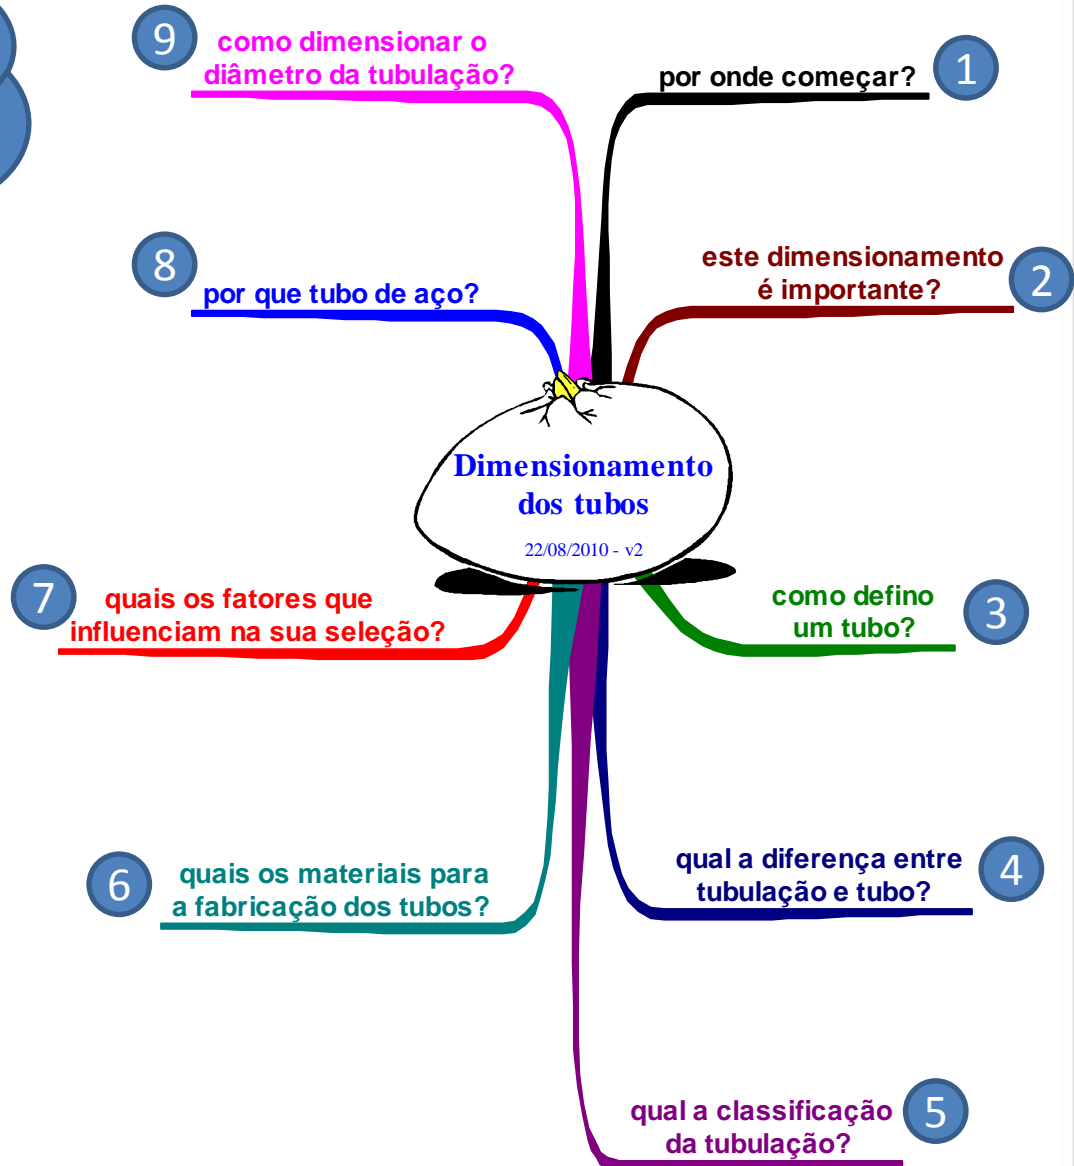 9
como dimensionar o
diâmetro da tubulação?
por onde começar?
1
8
por que tubo de aço?
este dimensionamento
é importante?
2
Dimensionamento
dos tubos
22/08/2010 - v2
7
quais os fatores que
influenciam na sua seleção?
como defino
um tubo?
3
6
quais os materiais para
a fabricação dos tubos?
qual a diferença entre
tubulação e tubo?
4
qual a classificação
da tubulação?
5